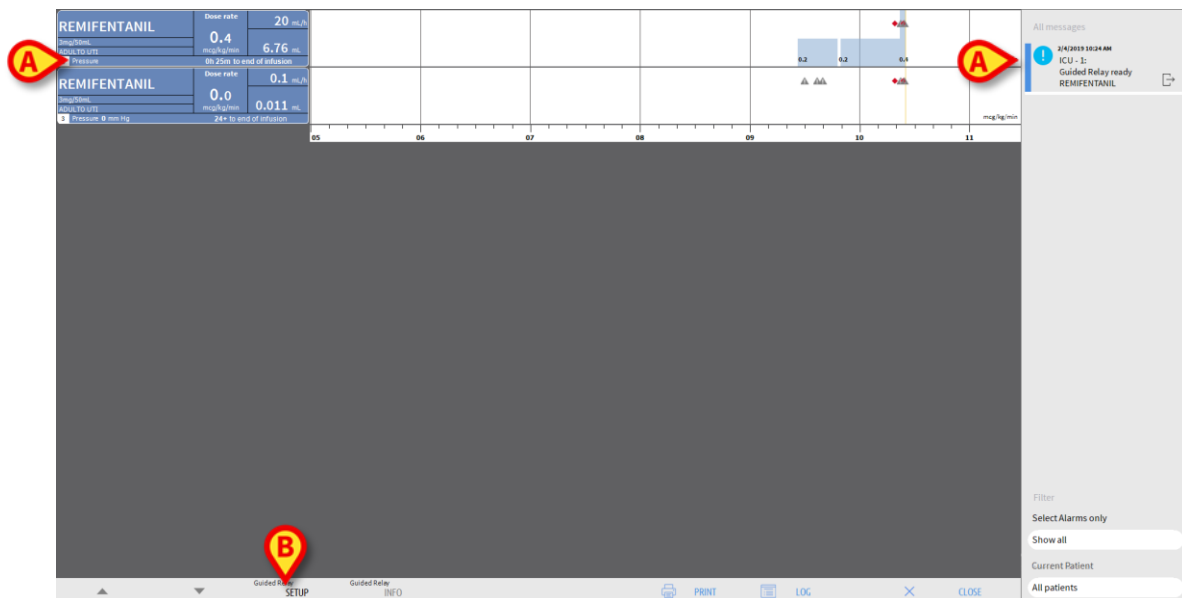 REMIFENTANIL
Dose rate
20 mL/h
3mg/50mL
0.4
ADULTO UTI
mcg/kg/min
6.76 mL
Pressure
0h 25m to end of infusion
REMIFENTANIL
Dose rate
0.1 mL/h
3mg/50mL
0.0
ADULTO UTI
mcg/kg/min
0.011 mL
3 Pressure 0 mm Hg
24+ to end of infusion
0.2 0.2 0.4
mcg/kg/min
05 06 07 08 09 10 11
A
A
All messages
!
2/4/2019 10:24 AM
ICU - 1:
Guided Relay ready
REMIFENTANIL
Filter
Select Alarms only
Show all
Current Patient
All patients
B
Guided Relay
SETUP
Guided Relay
INFO
PRINT
LOG
CLOSE